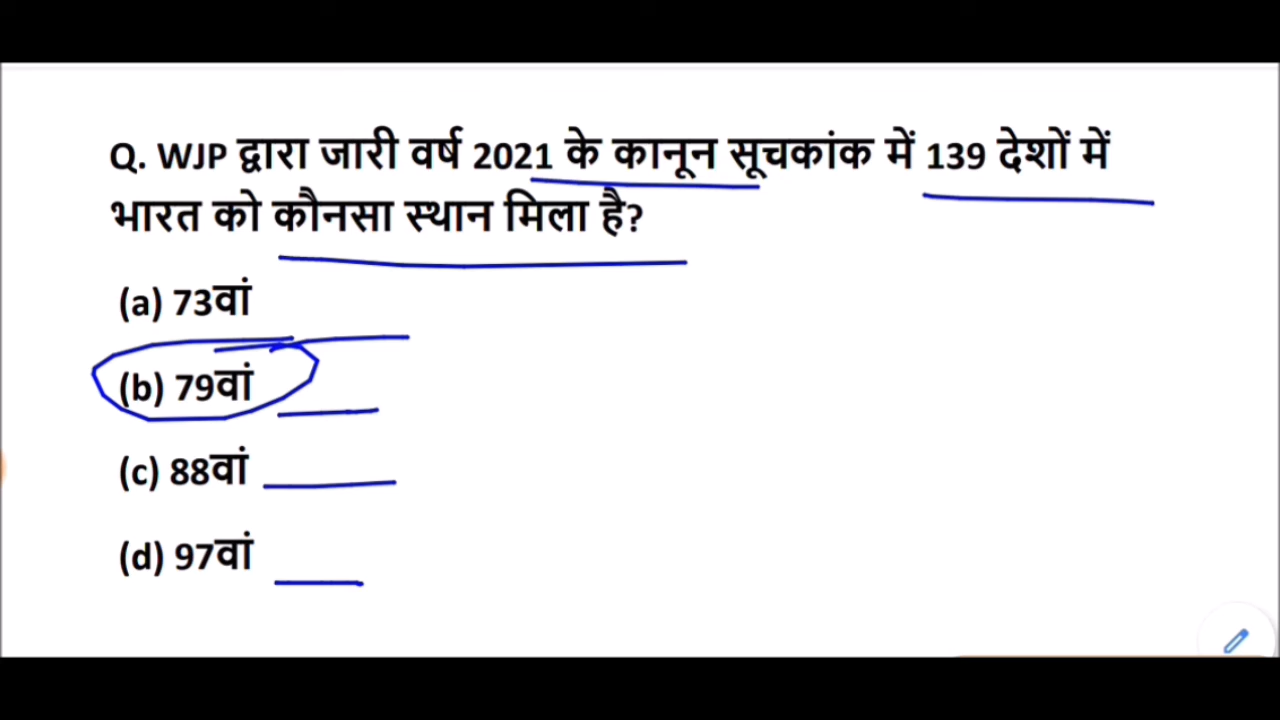 Q. WJP द्वारा जारी वर्ष 2021 के कानून सूचकांक में 139 देशों में
भारत को कौनसा स्थान मिला है?
(a) 73वां
(b) 79वां
(c) 88वां
(d) 97वां